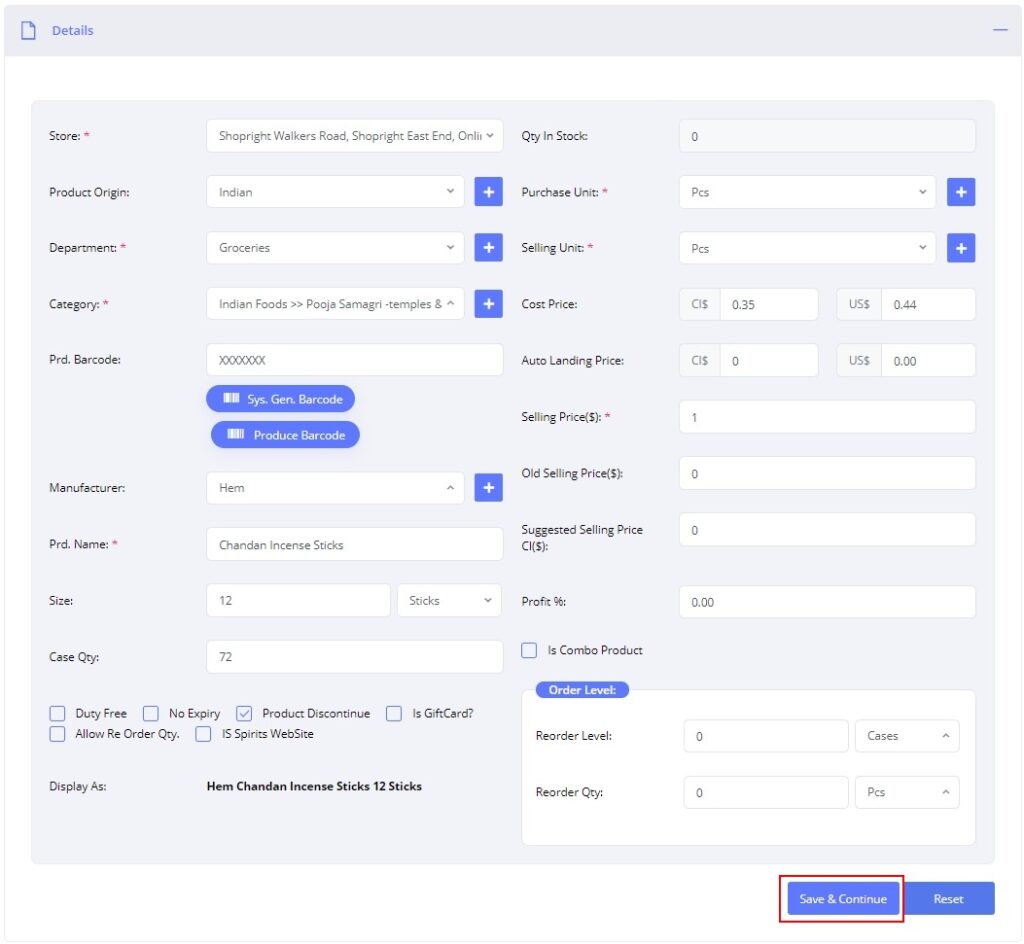 Details
Store: *
Shopright Walkers Road, Shopright East End, Onli
Product Origin:
Indian
+
Department: *
Groceries
+
Category: *
Indian Foods >> Pooja Samagri -temples &
+
Prd. Barcode:
XXXXXXX
Sys. Gen. Barcode
Produce Barcode
Manufacturer:
Hem
+
Prd. Name: *
Chandan Incense Sticks
Size:
12
Sticks
Case Qty:
72
Duty Free
No Expiry
Product Discontinue
Is GiftCard?
Allow Re Order Qty.
IS Spirits WebSite
Display As:
Hem Chandan Incense Sticks 12 Sticks
Qty In Stock:
0
Purchase Unit: *
Pcs
+
Selling Unit: *
Pcs
+
Cost Price:
CI$ 0.35
US$ 0.44
Auto Landing Price:
CI$ 0
US$ 0.00
Selling Price($): *
1
Old Selling Price($):
0
Suggested Selling Price
CI($):
0
Profit %:
0.00
Is Combo Product
Order Level:
Reorder Level:
0
Cases
Reorder Qty:
0
Pcs
Save & Continue
Reset